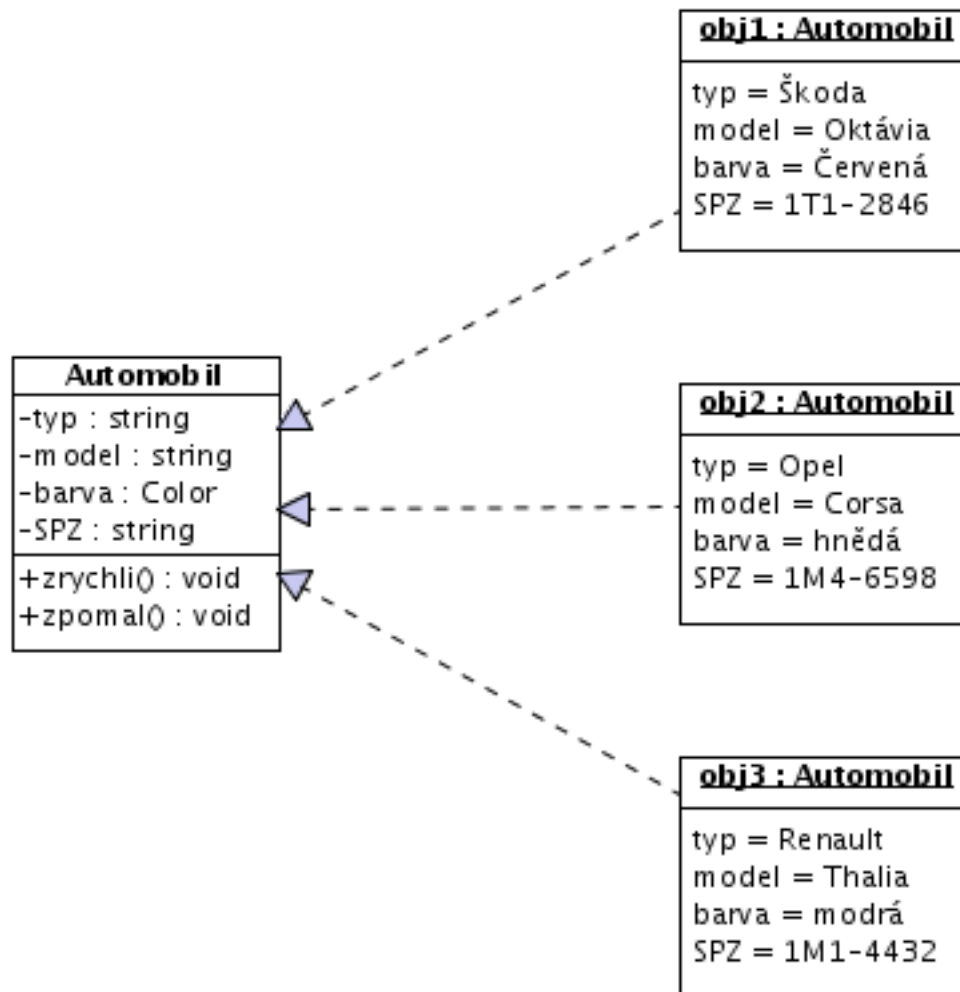 Automobil
-typ : string
-model : string
-barva : Color
-SPZ : string
+zrychli() : void
+zpomal() : void
obj1 : Automobil
typ = Škoda
model = Oktávia
barva = Červená
SPZ = 1T1-2846
obj2 : Automobil
typ = Opel
model = Corsa
barva = hnědá
SPZ = 1M4-6598
obj3 : Automobil
typ = Renault
model = Thalia
barva = modrá
SPZ = 1M1-4432